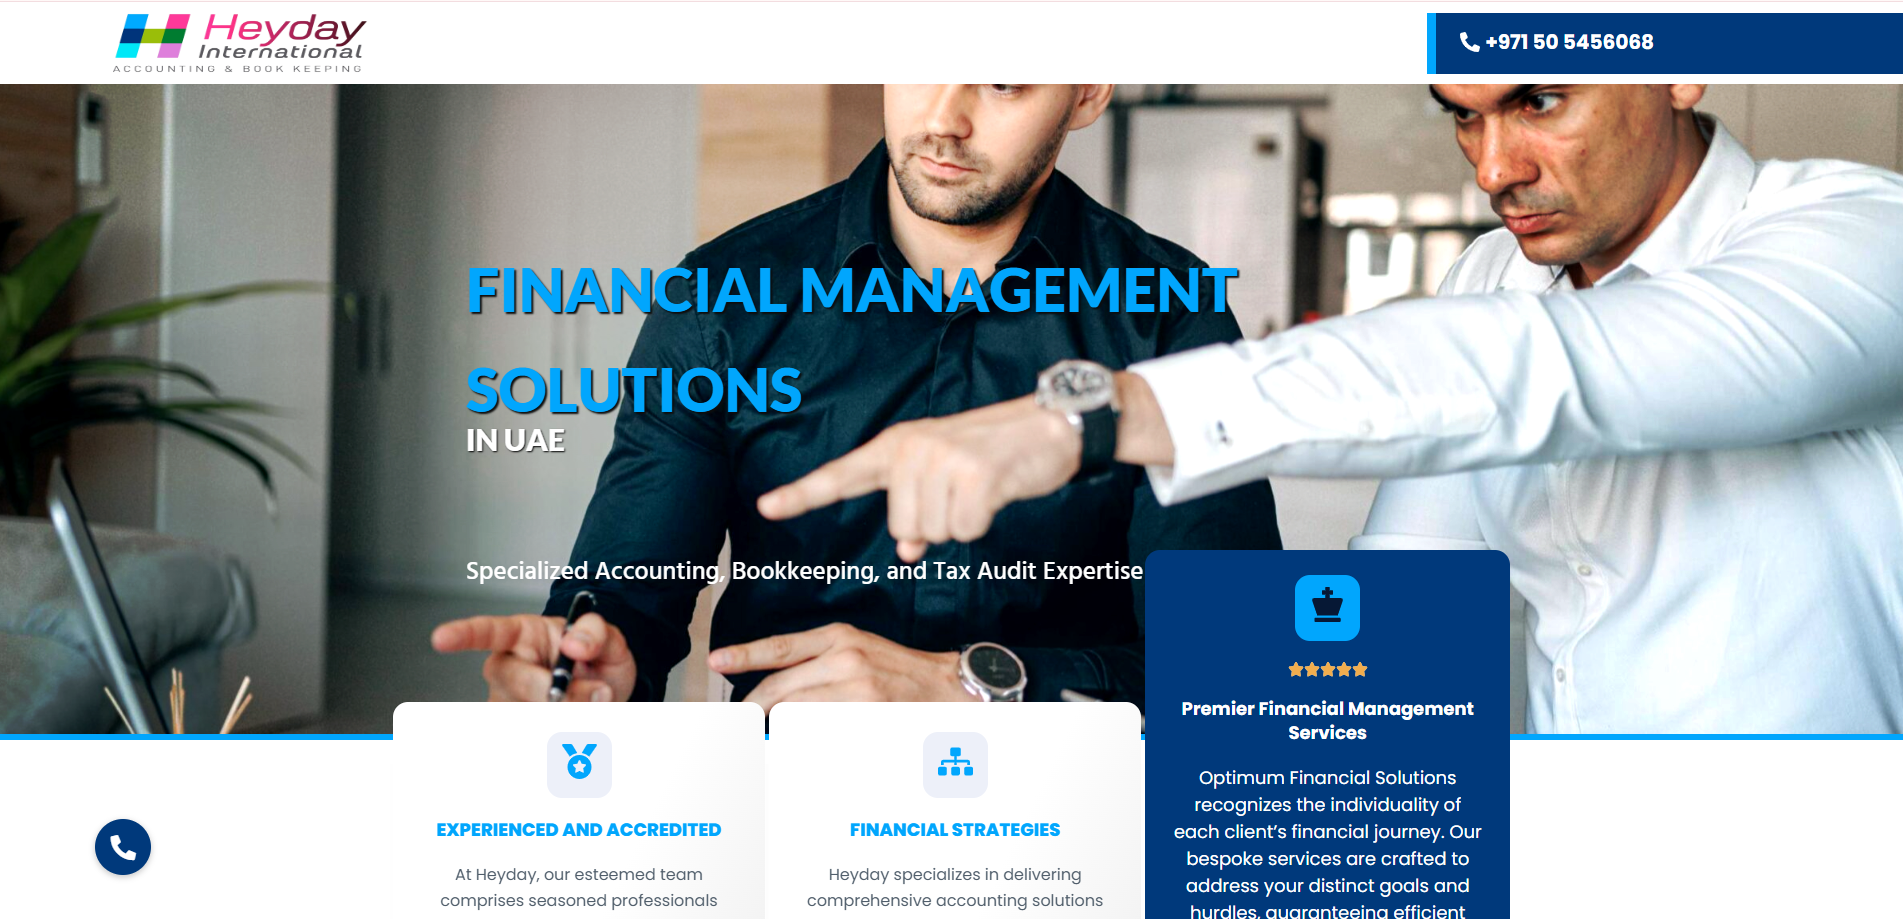 Heyday
International
ACCOUNTING & BOOK KEEPING
+971 50 5456068
FINANCIAL MANAGEMENT
SOLUTIONS
IN UAE
Specialized Accounting, Bookkeeping, and Tax Audit Expertise
EXPERIENCED AND ACCREDITED
At Heyday, our esteemed team
comprises seasoned professionals
FINANCIAL STRATEGIES
Heyday specializes in delivering
comprehensive accounting solutions
Premier Financial Management
Services
Optimum Financial Solutions
recognizes the individuality of
each client's financial journey. Our
bespoke services are crafted to
address your distinct goals and
hurdles, guaranteeing efficient